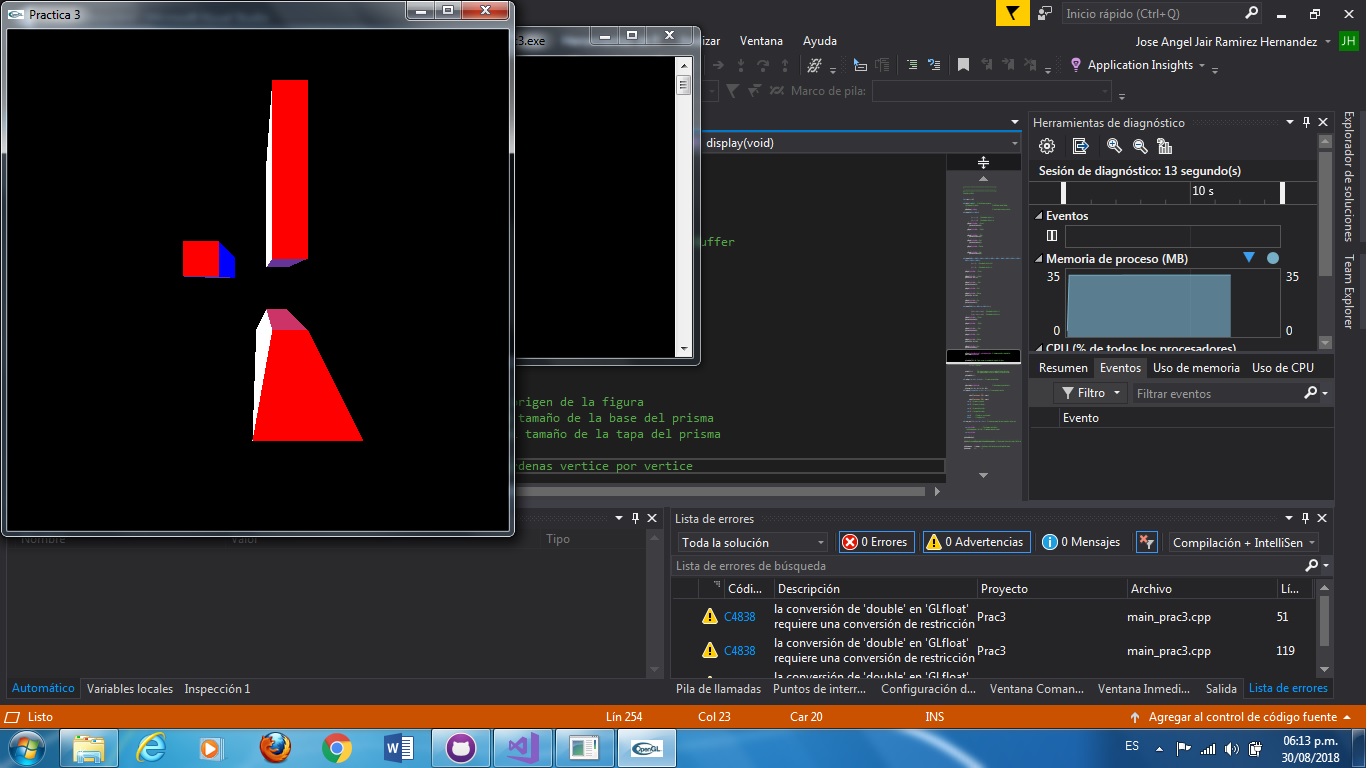 Practica 3
3.exe
izar
Ventana
Ayuda
Inicio rápido (Ctrl+Q)
Jose Angel Jair Ramirez Hernandez
JH
Application Insights
Marco de pila:
display(void)
uffer
origen de la figura
tamaño de la base del prisma
tamaño de la tapa del prisma
rdenas vertice por vertice
Herramientas de diagnóstico
Sesión de diagnóstico: 13 segundo(s)
10 s
Eventos
Memoria de proceso (MB)
35
35
0
0
CPU (% de todos los procesadores)
Resumen
Eventos
Uso de memoria
Uso de CPU
Filtro
Filtrar eventos
Evento
Explorador de soluciones
Team Explorer
Nombre
Valor
Tipo
Lista de errores
Toda la solución
0 Errores
0 Advertencias
0 Mensajes
Compilación + IntelliSen
Lista de errores de búsqueda
Códi...
Descripción
Proyecto
Archivo
Lí...
C4838
la conversión de 'double' en 'GLfloat'
requiere una conversión de restricción
Prac3
main_prac3.cpp
51
C4838
la conversión de 'double' en 'GLfloat'
requiere una conversión de restricción
Prac3
main_prac3.cpp
119
la conversión de 'double' en 'GLfloat'
Automático
Variables locales
Inspección 1
Pila de llamadas
Puntos de interr...
Configuración d...
Ventana Coman...
Ventana Inmedi...
Salida
Lista de errores
Listo
Lín 254
Col 23
Car 20
INS
Agregar al control de código fuente
OpenGL
ES
06:13 p.m.
30/08/2018